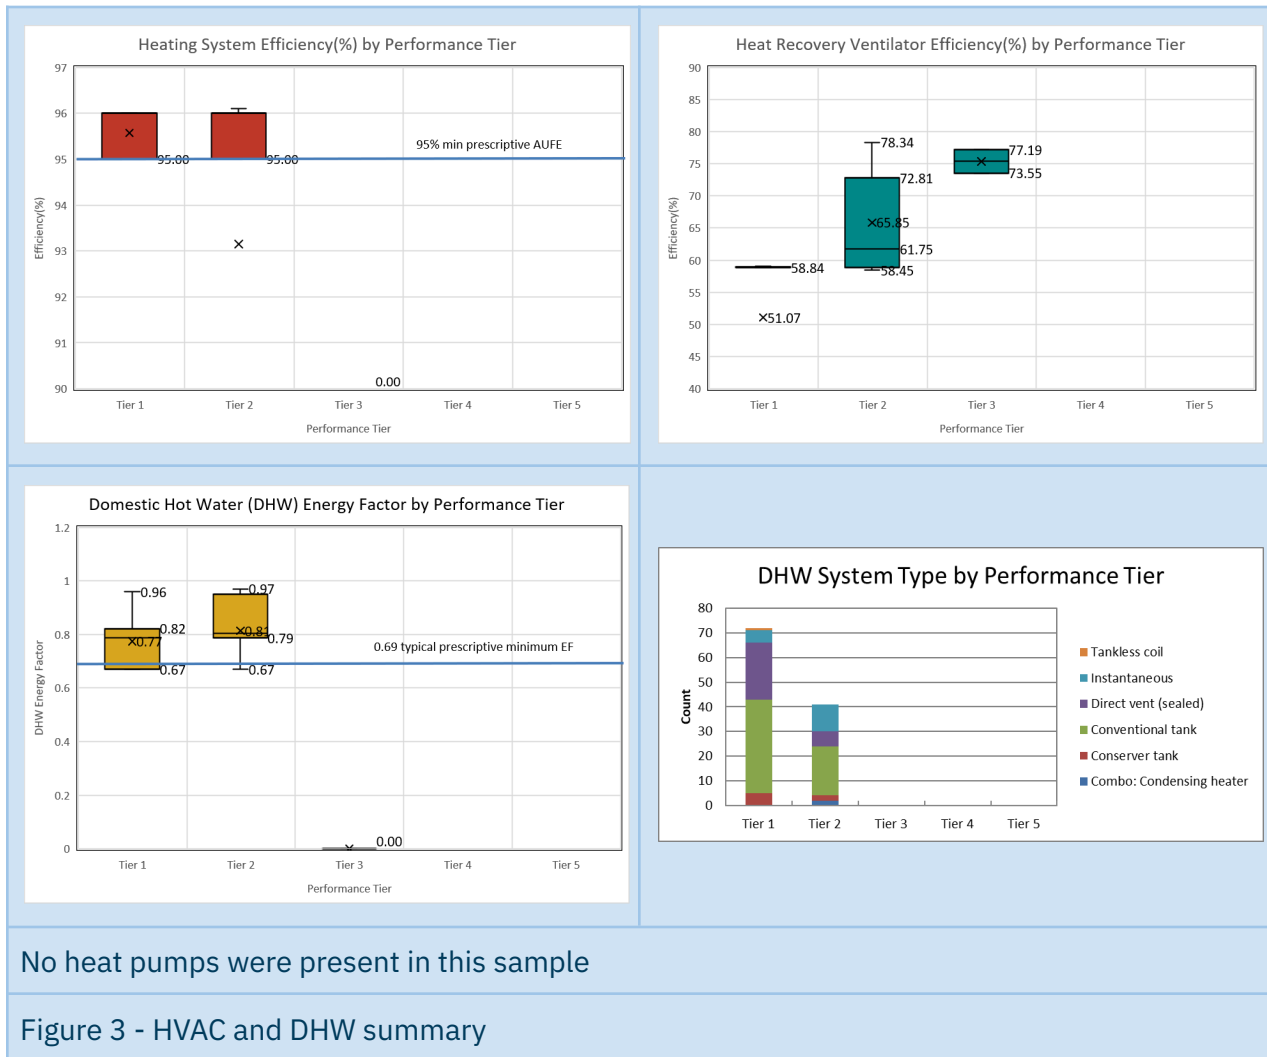 Heating System Efficiency(%) by Performance Tier
97
96
95
94
93
92
91
90
Efficiency(%)
95.00
95.00
95% min prescriptive AUFE
0.00
Tier 1
Tier 2
Tier 3
Tier 4
Tier 5
Performance Tier
Heat Recovery Ventilator Efficiency(%) by Performance Tier
90
85
80
75
70
65
60
55
50
45
40
Efficiency(%)
58.84
51.07
78.34
72.81
65.85
61.75
58.45
77.19
73.55
Tier 1
Tier 2
Tier 3
Tier 4
Tier 5
Performance Tier
Domestic Hot Water (DHW) Energy Factor by Performance Tier
1.2
1
0.8
0.6
0.4
0.2
0
DHW Energy Factor
0.96
0.82
0.77
0.67
0.97
0.81
0.79
0.67
0.69 typical prescriptive minimum EF
0.00
Tier 1
Tier 2
Tier 3
Tier 4
Tier 5
Performance Tier
DHW System Type by Performance Tier
80
70
60
50
40
30
20
10
0
Count
Tier 1
Tier 2
Tier 3
Tier 4
Tier 5
Tankless coil
Instantaneous
Direct vent (sealed)
Conventional tank
Conserver tank
Combo: Condensing heater
No heat pumps were present in this sample
Figure 3 - HVAC and DHW summary